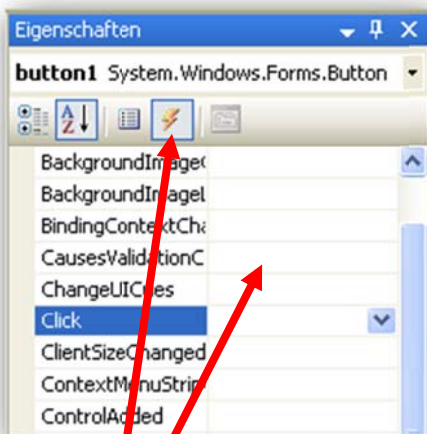 Eigenschaften
button1 System.Windows.Forms.Button
BackgroundImageC
BackgroundImageL
BindingContextCha
CausesValidationC
ChangeUICues
Click
ClientSizeChanged
ContextMenuStrip
ControlAdded